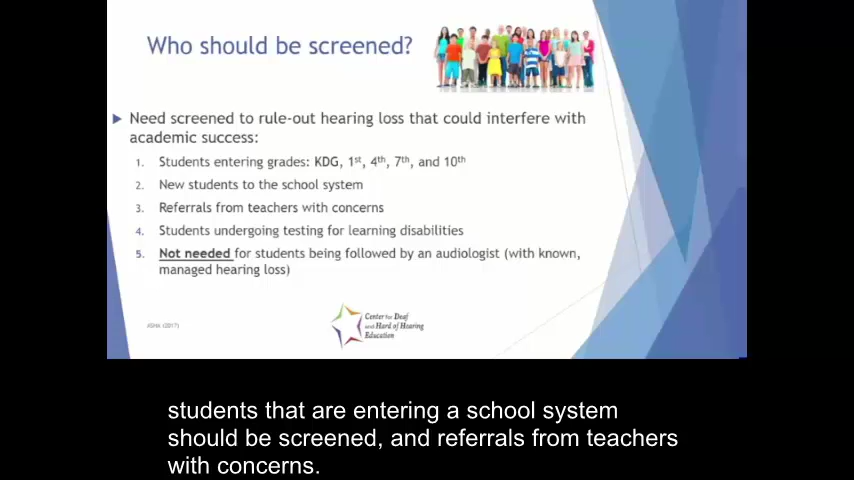 Who should be screened?
Need screened to rule-out hearing loss that could interfere with
academic success:
1. Students entering grades: KDG, 1st, 4th, 7th, and 10th
2. New students to the school system
3. Referrals from teachers with concerns
4. Students undergoing testing for learning disabilities
5. Not needed for students being followed by an audiologist (with known,
managed hearing loss)
ASHA (2017)
Center for Deaf
and Hard of Hearing
Education
students that are entering a school system
should be screened, and referrals from teachers
with concerns.